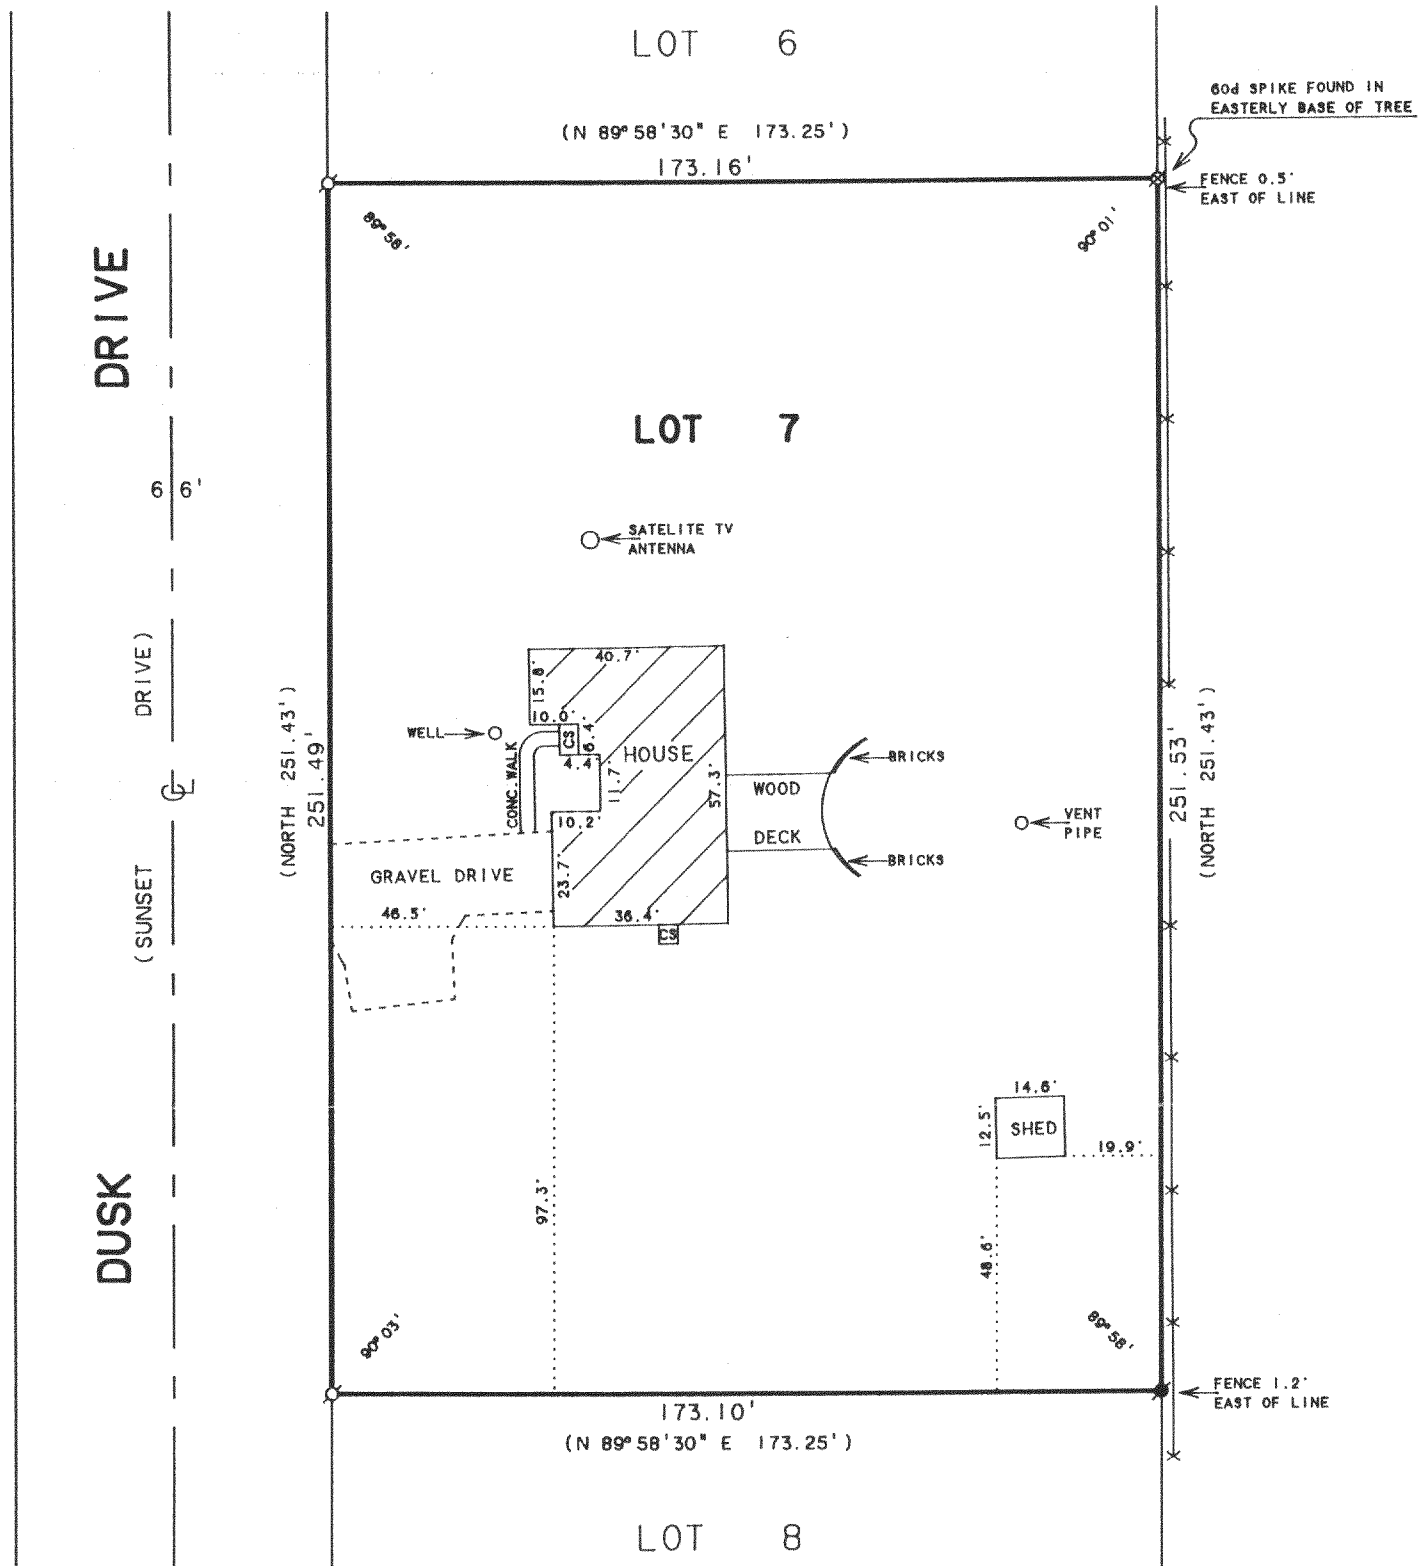 LOT 6
60d SPIKE FOUND IN
EASTERLY BASE OF TREE
(N 89°58'30" E 173.25')
173.16'
FENCE 0.5'
EAST OF LINE
89°58'
90°01'
DUSK DRIVE
(SUNSET DRIVE)
66'
CL
LOT 7
SATELITE TV
ANTENNA
40.7'
15.8'
10.0'
6.4'
CS
4.4'
11.7'
HOUSE
57.3'
WELL
CONC. WALK
10.2'
23.7'
36.4'
CS
WOOD
DECK
BRICKS
BRICKS
VENT
PIPE
(NORTH 251.43')
251.49'
251.53'
(NORTH 251.43')
GRAVEL DRIVE
46.5'
97.3'
14.6'
12.5'
SHED
19.9'
48.6'
90°03'
89°58'
FENCE 1.2'
EAST OF LINE
173.10'
(N 89°58'30" E 173.25')
LOT 8